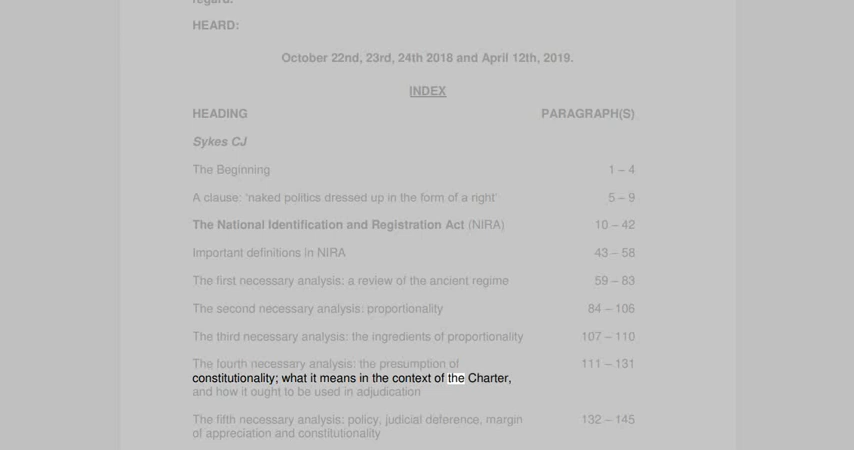 regard.
HEARD:
October 22nd, 23rd, 24th 2018 and April 12th, 2019.
INDEX
HEADING PARAGRAPH(S)
Sykes CJ
The Beginning 1 – 4
A clause: 'naked politics dressed up in the form of a right' 5 – 9
The National Identification and Registration Act (NIRA) 10 – 42
Important definitions in NIRA 43 – 58
The first necessary analysis: a review of the ancient regime 59 – 83
The second necessary analysis: proportionality 84 – 106
The third necessary analysis: the ingredients of proportionality 107 – 110
The fourth necessary analysis: the presumption of 111 – 131
constitutionality; what it means in the context of the Charter,
and how it ought to be used in adjudication
The fifth necessary analysis: policy, judicial deference, margin 132 – 145
of appreciation and constitutionality